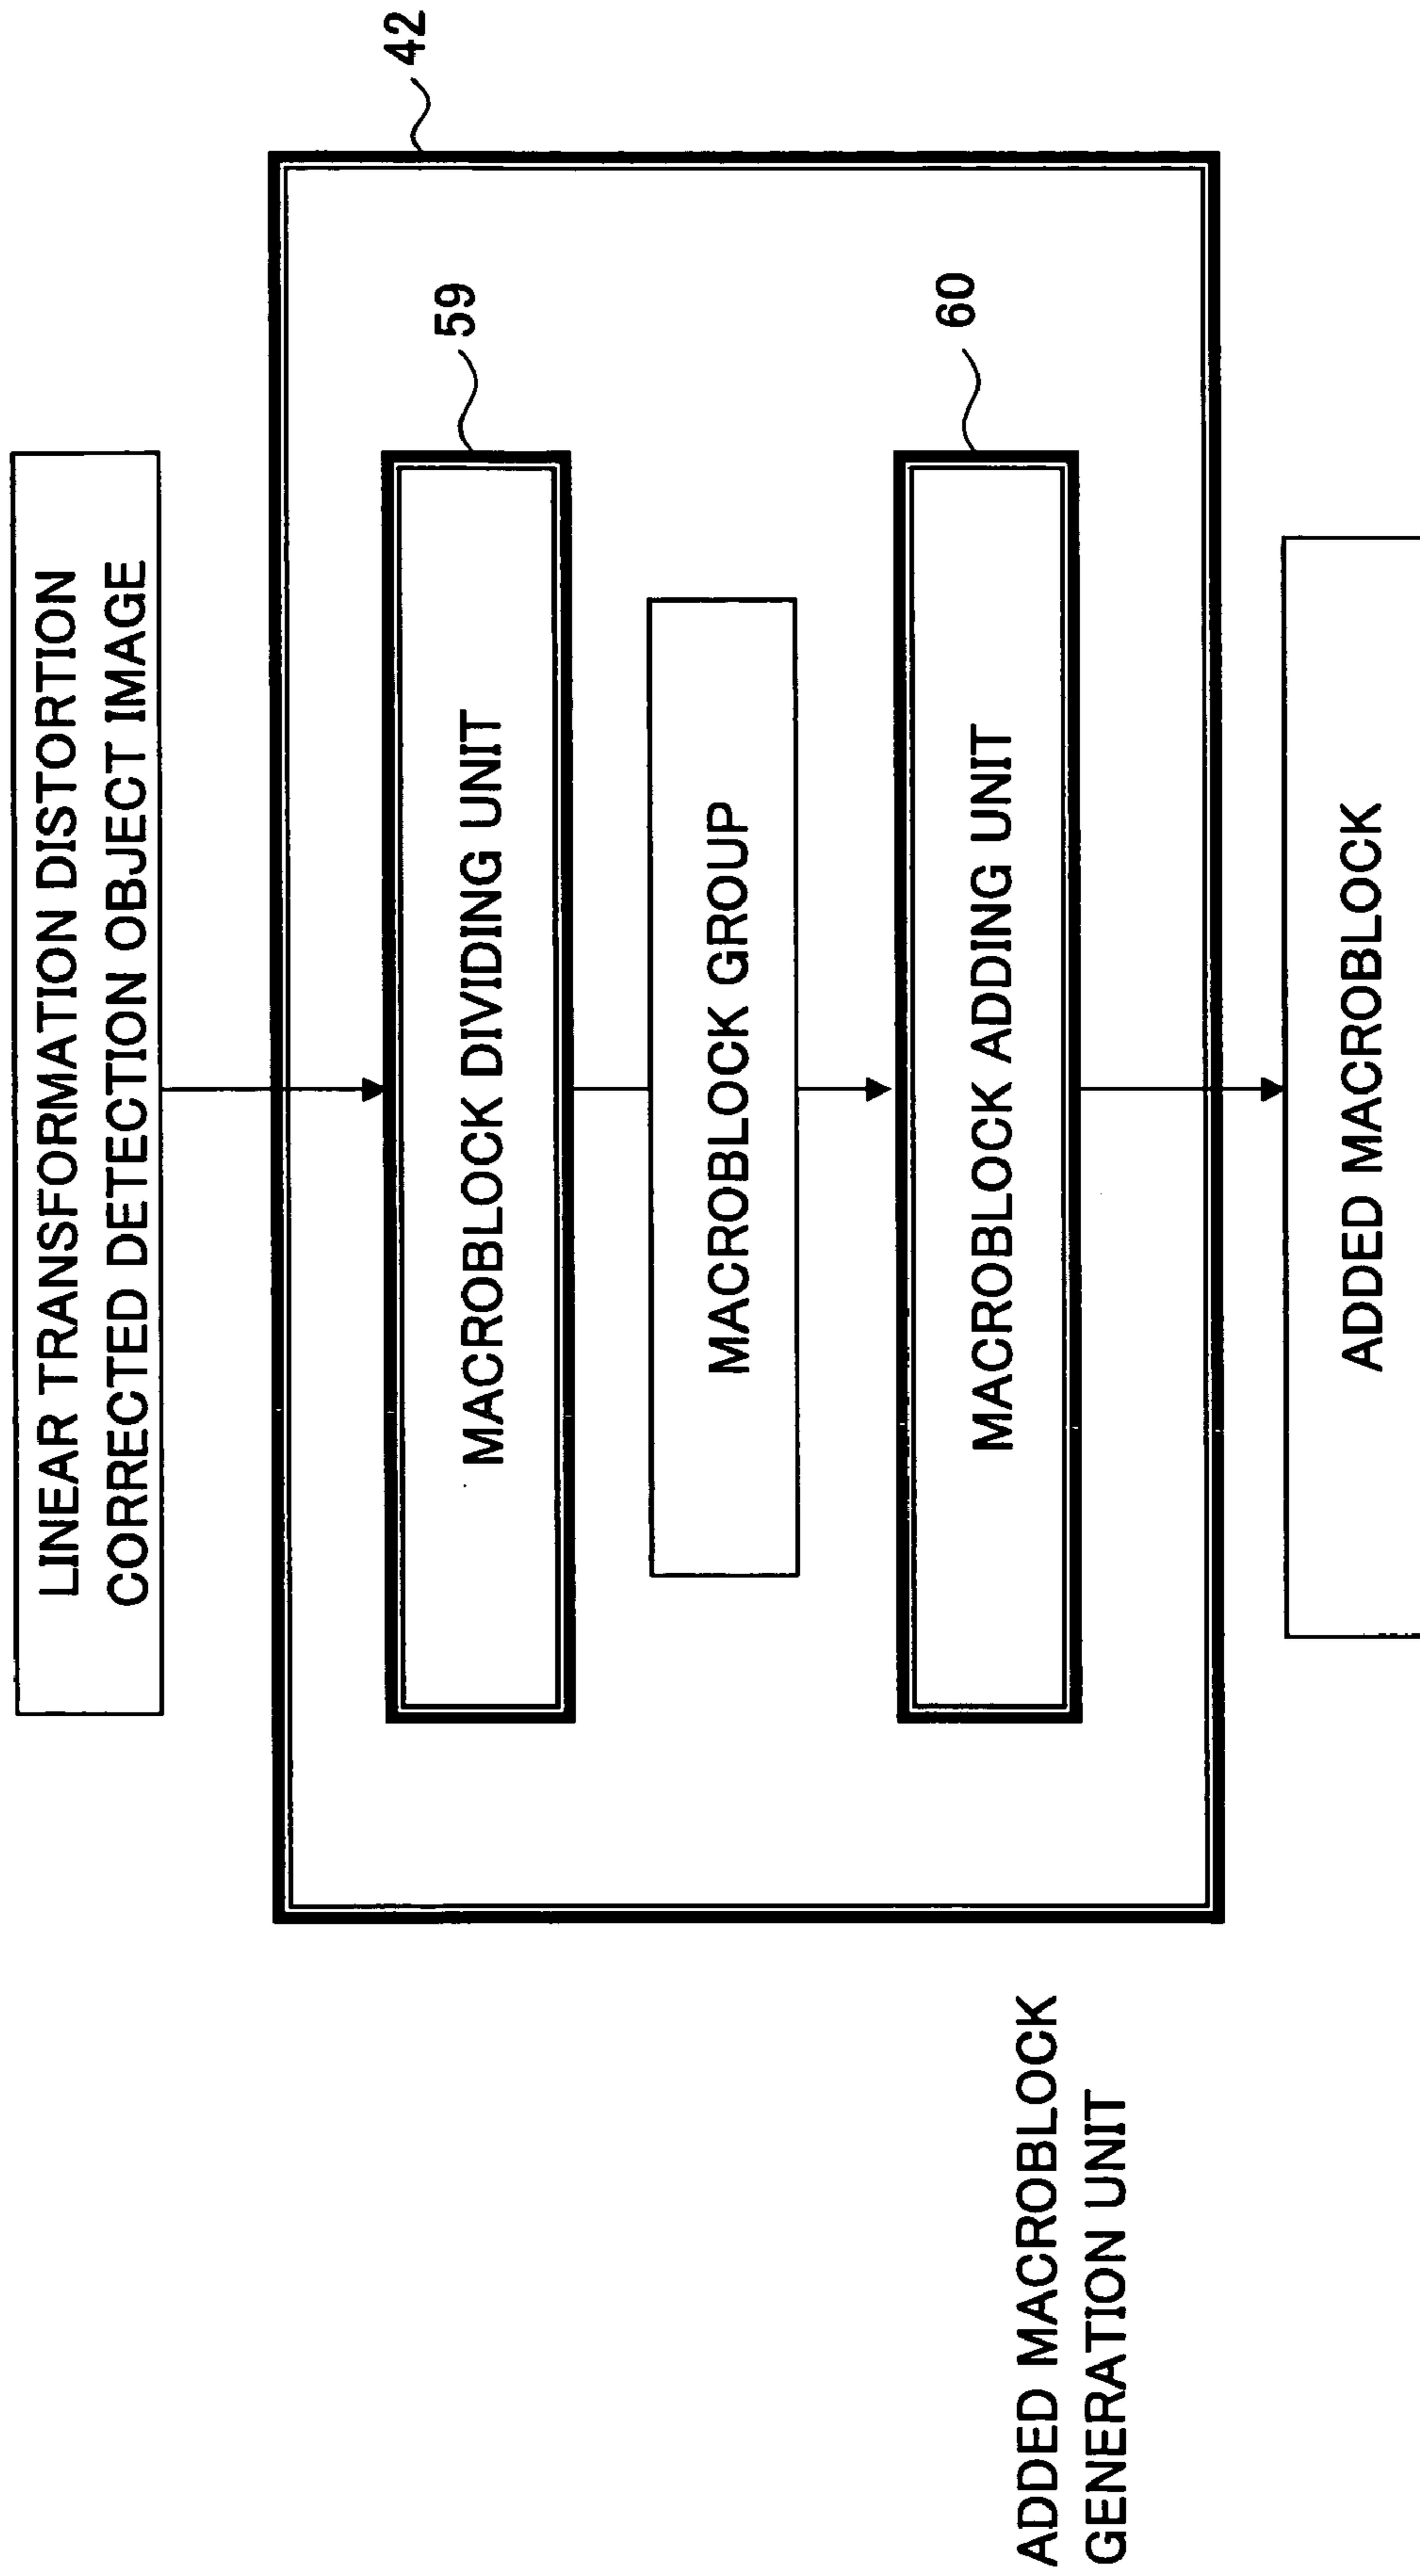 LINEAR TRANSFORMATION DISTORTION
CORRECTED DETECTION OBJECT IMAGE
42
59
MACROBLOCK DIVIDING UNIT
MACROBLOCK GROUP
60
MACROBLOCK ADDING UNIT
ADDED MACROBLOCK
GENERATION UNIT
ADDED MACROBLOCK